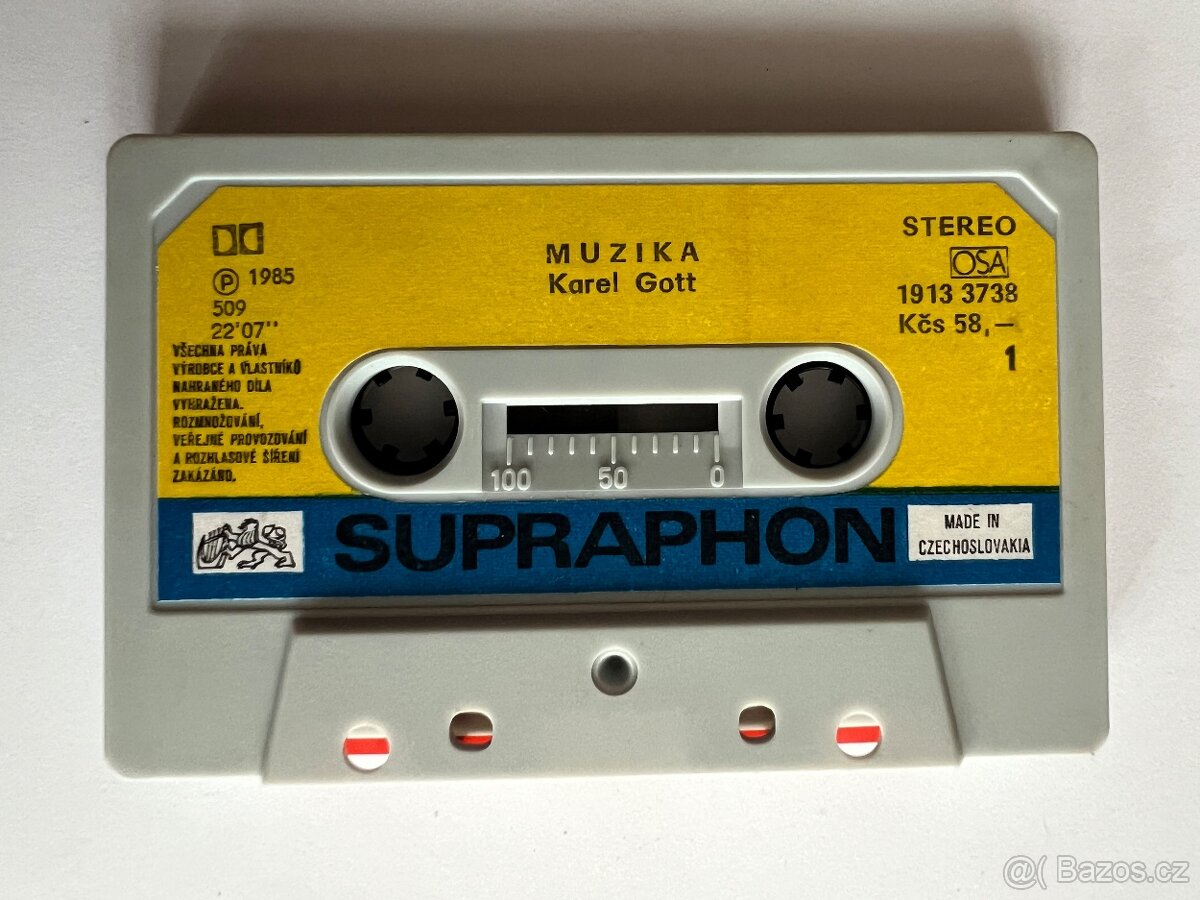 ℗ 1985
509
22'07''
VŠECHNA PRÁVA
VÝROBCE A VLASTNÍKŮ
NAHRANÉHO DÍLA
VYHRAŽENA.
ROZMNOŽOVÁNÍ,
VEŘEJNÉ PROVOZOVÁNÍ
A ROZHLASOVÉ ŠÍŘENÍ
ZAKÁZÁNO.
MUZIKA
Karel Gott
STEREO
OSA
1913 3738
Kčs 58,—
1
100 50 0
SUPRAPHON
MADE IN
CZECHOSLOVAKIA
@( Bazos.cz